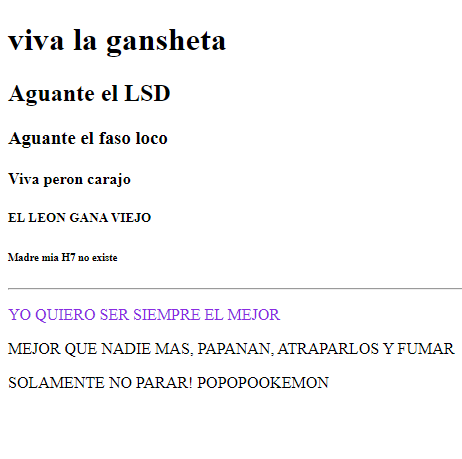 viva la gansheta
Aguante el LSD
Aguante el faso loco
Viva peron carajo
EL LEON GANA VIEJO
Madre mia H7 no existe
YO QUIERO SER SIEMPRE EL MEJOR
MEJOR QUE NADIE MAS, PAPANAN, ATRAPARLOS Y FUMAR
SOLAMENTE NO PARAR! POPOPOOKEMON